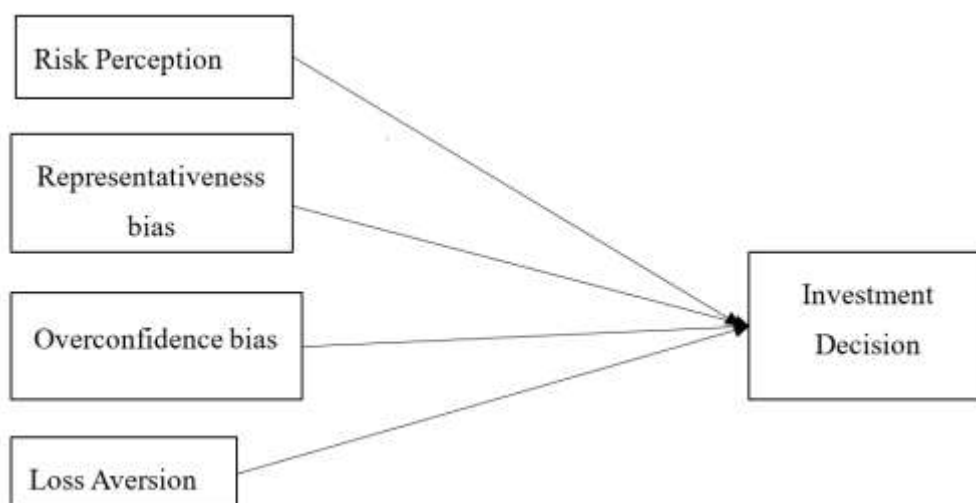 Risk Perception
Representativeness
bias
Overconfidence bias
Loss Aversion
Investment
Decision